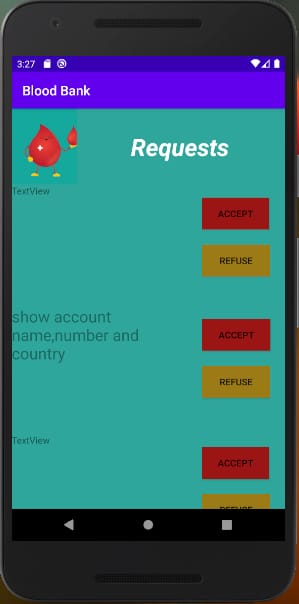 3:27
Blood Bank
Requests
TextView
ACCEPT
REFUSE
show account
name,number and
country
ACCEPT
REFUSE
TextView
ACCEPT
REFUSE